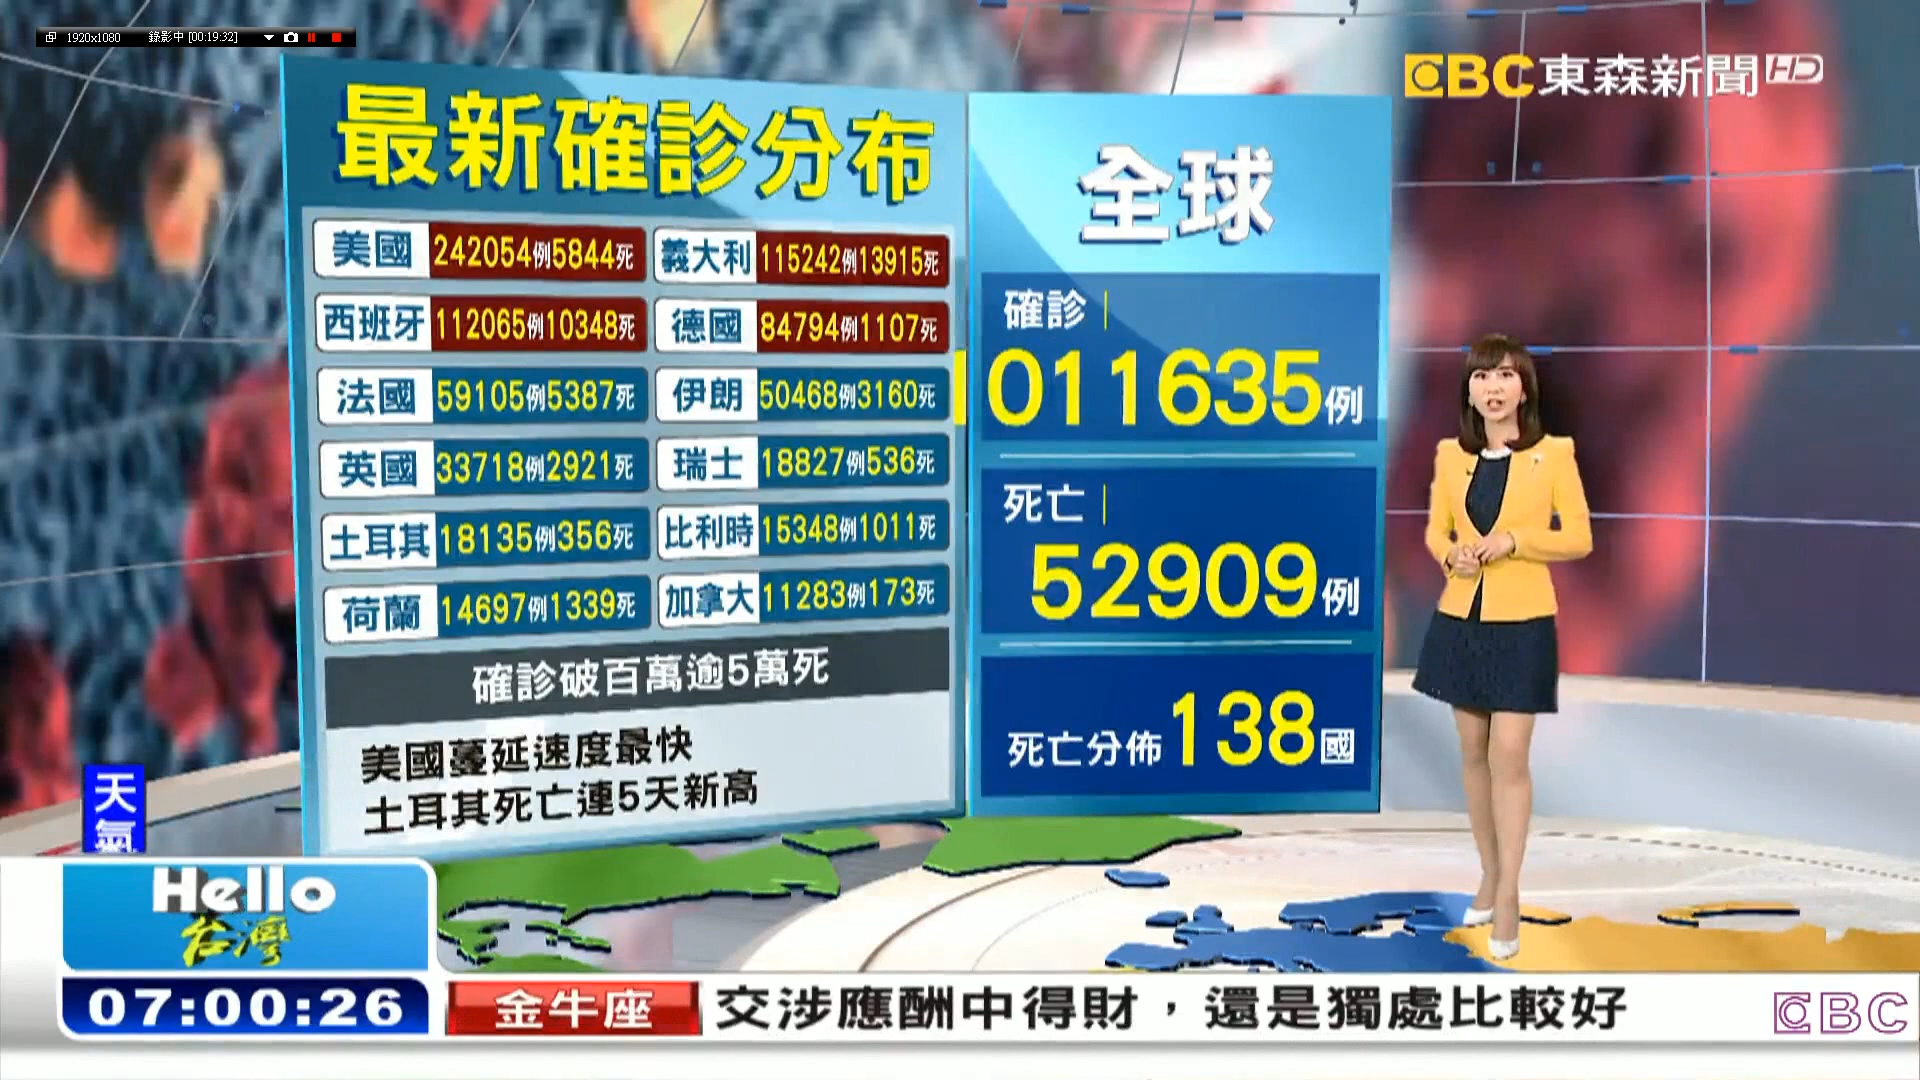 1920x1080 錄影中 [00:19:32]
EBC東森新聞HD
最新確診分布
美國 242054例5844死 義大利 115242例13915死
西班牙 112065例10348死 德國 84794例1107死
法國 59105例5387死 伊朗 50468例3160死
英國 33718例2921死 瑞士 18827例536死
土耳其 18135例356死 比利時 15348例1011死
荷蘭 14697例1339死 加拿大 11283例173死
確診破百萬逾5萬死
美國蔓延速度最快
土耳其死亡連5天新高
全球
確診
1011635例
死亡
52909例
死亡分佈138國
天氣
Hello
台灣
07:00:26
金牛座 交涉應酬中得財，還是獨處比較好
EBC